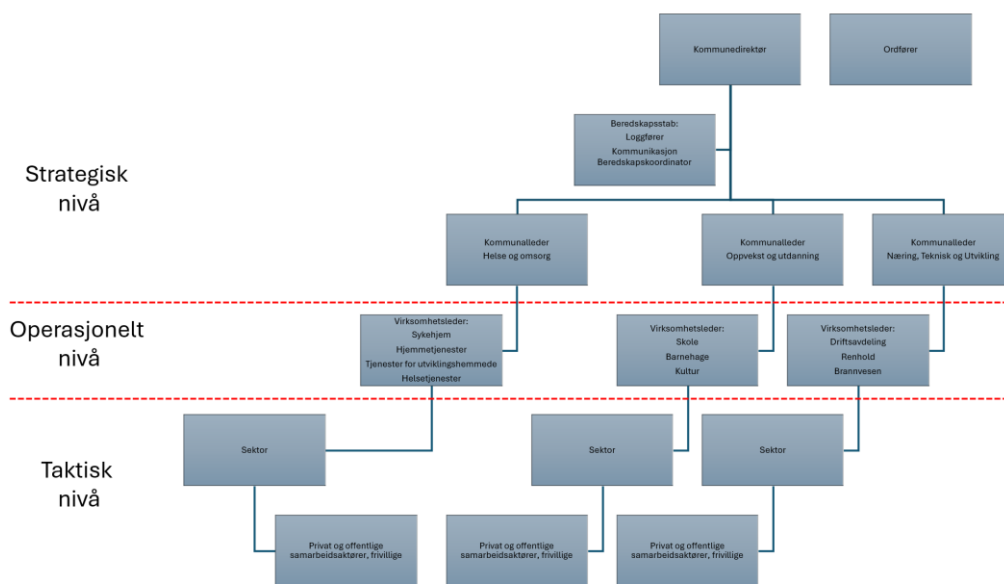 Kommunedirektør
Ordfører
Beredskapsstab:
Loggfører
Kommunikasjon
Beredskapskoordinator
Strategisk
nivå
Kommunalleder
Helse og omsorg
Kommunalleder
Oppvekst og utdanning
Kommunalleder
Næring, Teknisk og Utvikling
Operasjonelt
nivå
Virksomhetsleder:
Sykehjem
Hjemmetjenester
Tjenester for utviklingshemmede
Helsetjenester
Virksomhetsleder:
Skole
Barnehage
Kultur
Virksomhetsleder:
Driftsavdeling
Renhold
Brannvesen
Taktisk
nivå
Sektor
Sektor
Sektor
Privat og offentlige
samarbeidsaktører, frivillige
Privat og offentlige
samarbeidsaktører, frivillige
Privat og offentlige
samarbeidsaktører, frivillige